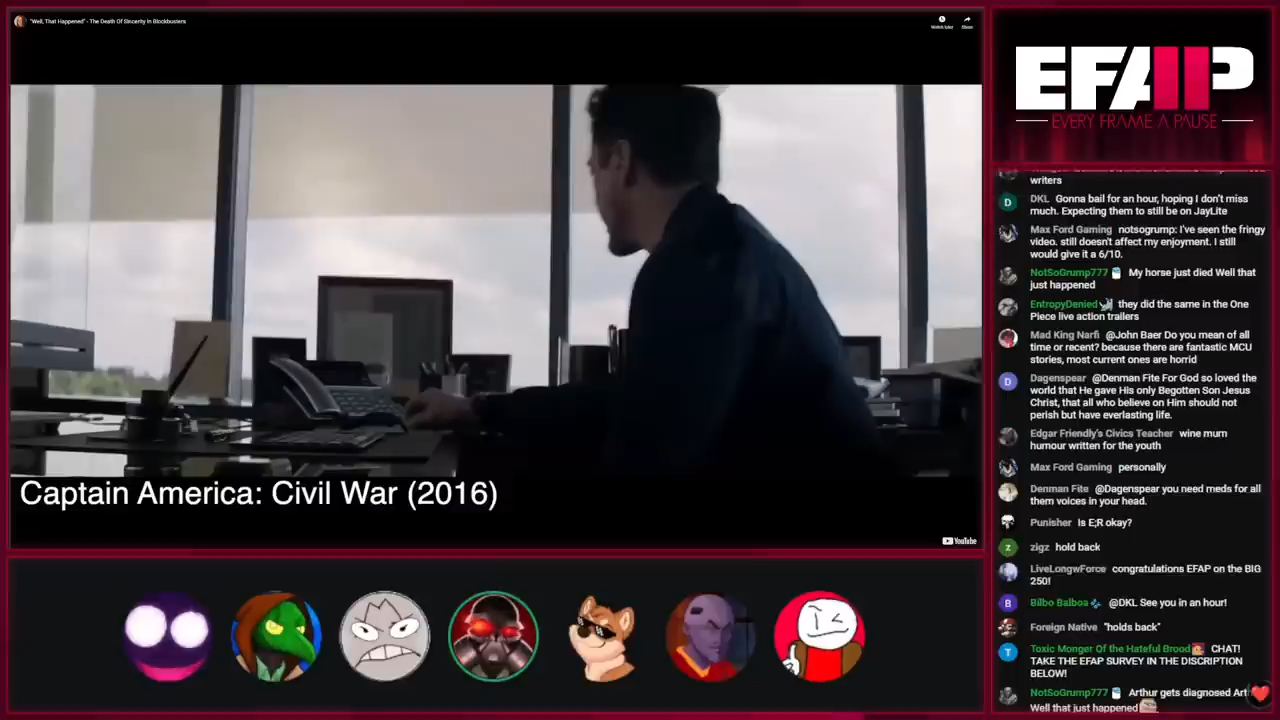 "Well, That Happened" - The Death Of Sincerity In Blockbusters
Watch later
Share
Captain America: Civil War (2016)
YouTube
EFAP
EVERY FRAME A PAUSE
writers
DKL Gonna bail for an hour, hoping I don't miss
much. Expecting them to still be on JayLite
Max Ford Gaming notsogrump: I've seen the fringy
video. still doesn't affect my enjoyment. I still
would give it a 6/10.
NotSoGrump777 My horse just died Well that
just happened
EntropyDenied they did the same in the One
Piece live action trailers
Mad King Narfi @John Baer Do you mean of all
time or recent? because there are fantastic MCU
stories, most current ones are horrid
D
Dagenspear @Denman Fite For God so loved the
world that He gave His only Begotten Son Jesus
Christ, that all who believe on Him should not
perish but have everlasting life.
Edgar Friendly's Civics Teacher wine mum
humour written for the youth
Max Ford Gaming personally
Denman Fite @Dagenspear you need meds for all
them voices in your head.
Punisher Is E;R okay?
z
zigz hold back
LiveLongwForce congratulations EFAP on the BIG
250!
B
Bilbo Balboa @DKL See you in an hour!
Foreign Native "holds back"
T
Toxic Monger Of the Hateful Brood CHAT!
TAKE THE EFAP SURVEY IN THE DISCRIPTION
BELOW!
NotSoGrump777 Arthur gets diagnosed
Well that just happened